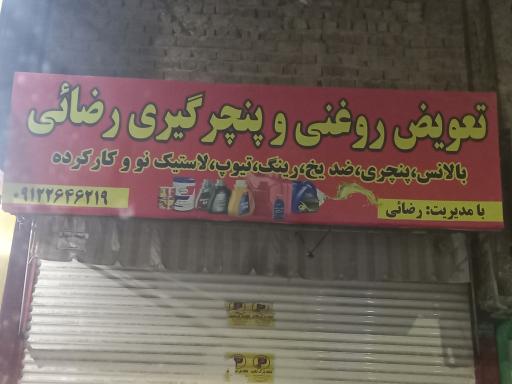 تعویض روغنی و پنچرگیری رضائی
بالانس،پنچری،ضد یخ،رینگ،تیوپ،لاستیک نو و کارکرده
با مدیریت: رضائی
۰۹۱۲۲۶۴۶۲۱۹